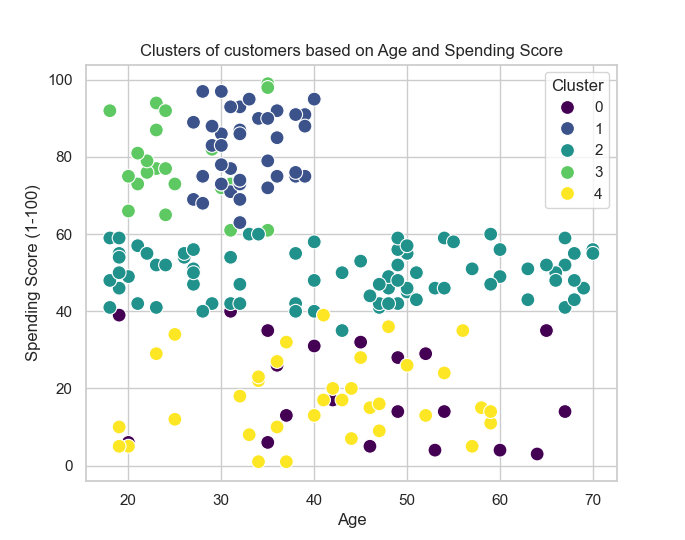 Clusters of customers based on Age and Spending Score
100
80
60
40
20
0
Spending Score (1-100)
Cluster
0
1
2
3
4
20 30 40 50 60 70
Age